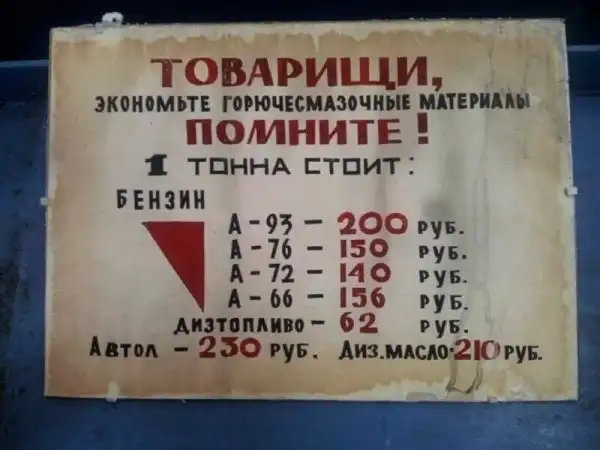 ТОВАРИЩИ,
ЭКОНОМЬТЕ ГОРЮЧЕСМАЗОЧНЫЕ МАТЕРИАЛЫ
ПОМНИТЕ!
1 ТОННА СТОИТ:
БЕНЗИН
А-93 - 200 РУБ.
А-76 - 150 РУБ.
А-72 - 140 РУБ.
А-66 - 156 РУБ.
ДИЗТОПЛИВО - 62 РУБ.
АВТОЛ - 230 РУБ. ДИЗ.МАСЛО-210 РУБ.